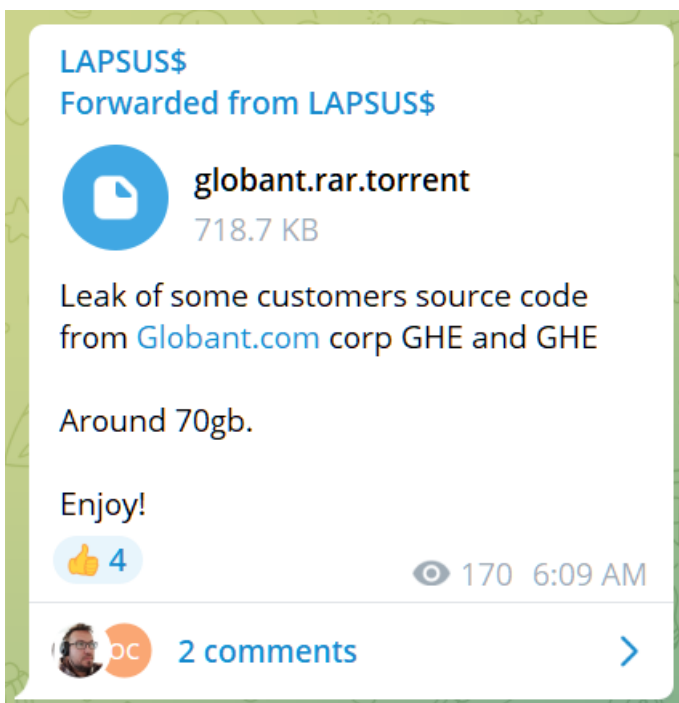 LAPSUS$
Forwarded from LAPSUS$
globant.rar.torrent
718.7 KB
Leak of some customers source code
from Globant.com corp GHE and GHE
Around 70gb.
Enjoy!
👍 4
170 6:09 AM
OC
2 comments